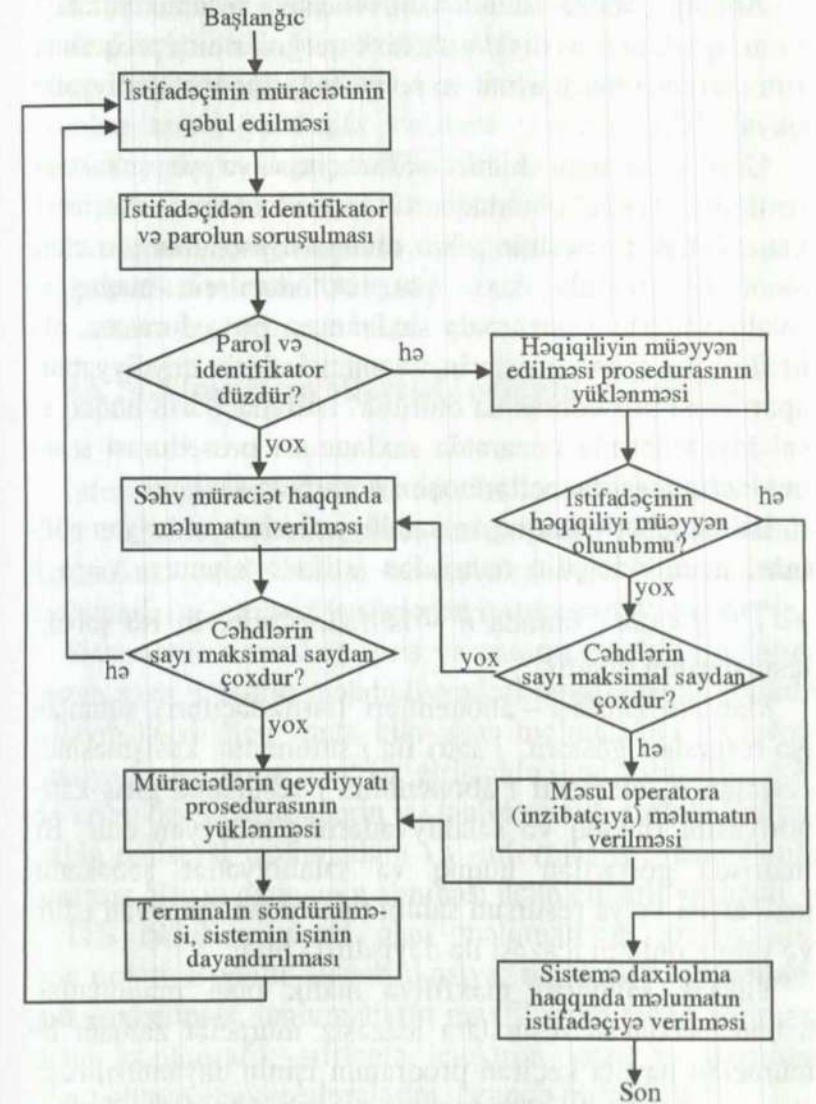 Başlanğıc
İstifadəçinin müraciətinin
qəbul edilməsi
İstifadəçidən identifikator
və parolun soruşulması
Parol və
identifikator
düzdür?
hə
yox
Həqiqiliyin müəyyən
edilməsi prosedurasının
yüklənməsi
Səhv müraciət haqqında
məlumatın verilməsi
İstifadəçinin
həqiqiliyi müəyyən
olunubmu?
hə
yox
Cəhdlərin
sayı maksimal saydan
çoxdur?
hə
yox
Cəhdlərin
sayı maksimal saydan
çoxdur?
yox
hə
Müraciətlərin qeydiyyatı
prosedurasının
yüklənməsi
Məsul operatora
(inzibatçıya) məlumatın
verilməsi
Terminalın söndürülmə-
si, sistemin işinin
dayandırılması
Sistemə daxilolma
haqqında məlumatın
istifadəçiyə verilməsi
Son